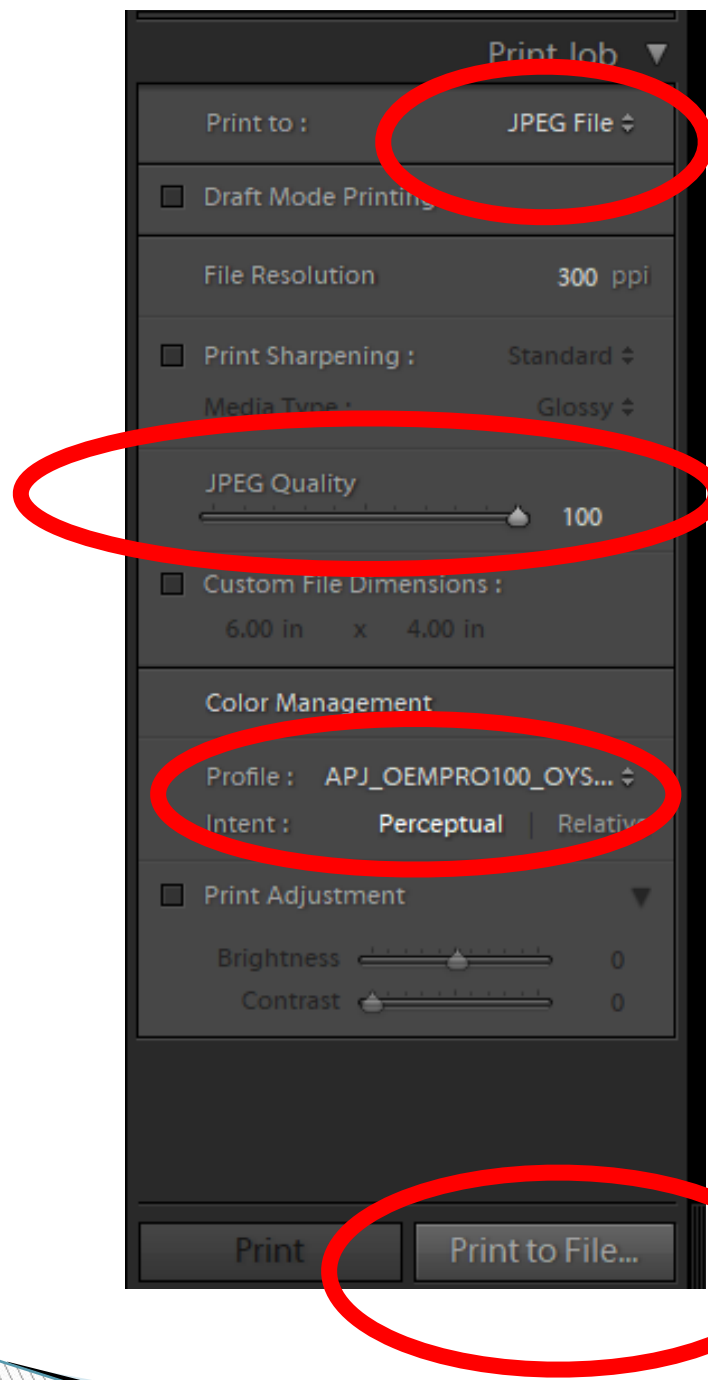 Print Job
Print to : JPEG File
Draft Mode Printing
File Resolution 300 ppi
Print Sharpening : Standard
Media Type : Glossy
JPEG Quality
100
Custom File Dimensions :
6.00 in x 4.00 in
Color Management
Profile : APJ_OEMPRO100_OYS...
Intent : Perceptual | Relative
Print Adjustment
Brightness 0
Contrast 0
Print Print to File...